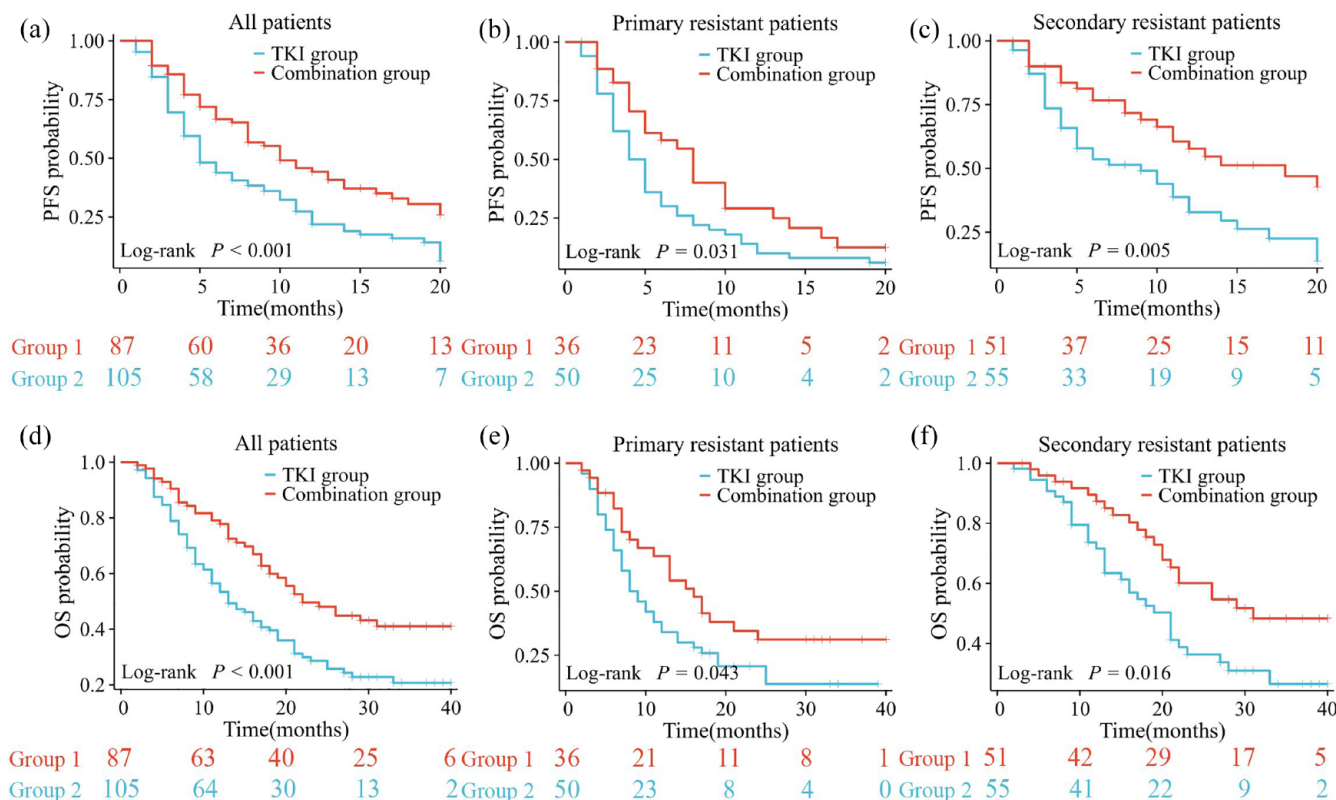 (a) All patients
1.00
0.75
0.50
0.25
PFS probability
TKI group
Combination group
Log-rank P < 0.001
0 5 10 15 20
Time(months)
Group 1 87 60 36 20 13
Group 2 105 58 29 13 7
(b) Primary resistant patients
1.00
0.75
0.50
0.25
PFS probability
TKI group
Combination group
Log-rank P = 0.031
0 5 10 15 20
Time(months)
Group 1 36 23 11 5 2
Group 2 50 25 10 4 2
(c) Secondary resistant patients
1.00
0.75
0.50
0.25
PFS probability
TKI group
Combination group
Log-rank P = 0.005
0 5 10 15 20
Time(months)
Group 1 51 37 25 15 11
Group 2 55 33 19 9 5
(d) All patients
1.0
0.8
0.6
0.4
0.2
OS probability
TKI group
Combination group
Log-rank P < 0.001
0 10 20 30 40
Time(months)
Group 1 87 63 40 25 6
Group 2 105 64 30 13 2
(e) Primary resistant patients
1.00
0.75
0.50
0.25
OS probability
TKI group
Combination group
Log-rank P = 0.043
0 10 20 30 40
Time(months)
Group 1 36 21 11 8 1
Group 2 50 23 8 4 0
(f) Secondary resistant patients
1.0
0.8
0.6
0.4
OS probability
TKI group
Combination group
Log-rank P = 0.016
0 10 20 30 40
Time(months)
Group 1 51 42 29 17 5
Group 2 55 41 22 9 2